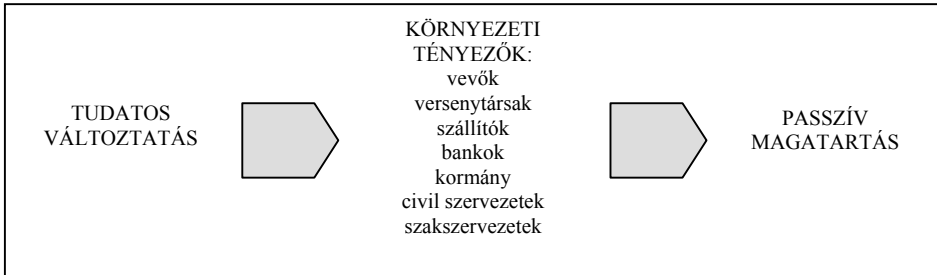 TUDATOS
VÁLTOZTATÁS
KÖRNYEZETI
TÉNYEZŐK:
vevők
versenytársak
szállítók
bankok
kormány
civil szervezetek
szakszervezetek
PASSZÍV
MAGATARTÁS